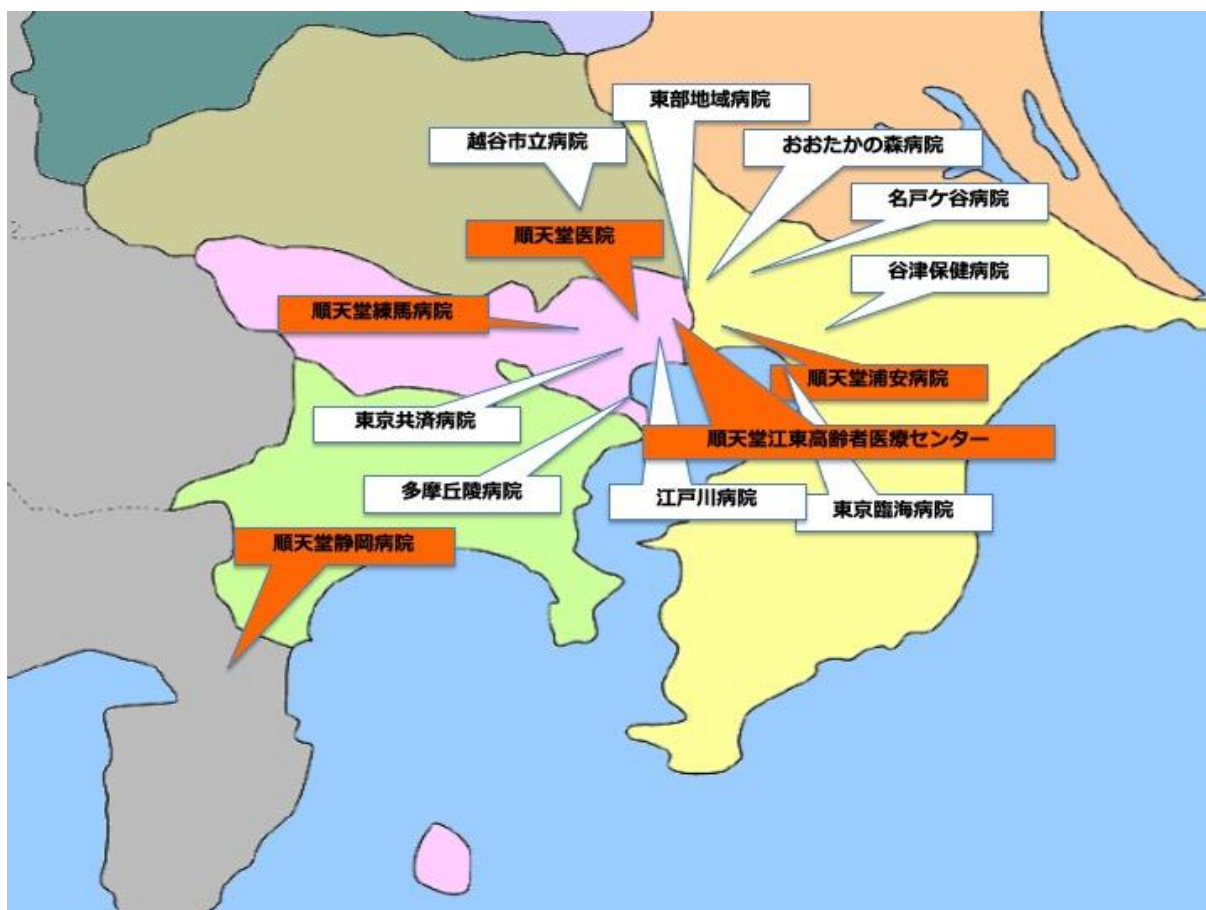 東部地域病院
越谷市立病院
おおたかの森病院
名戸ケ谷病院
順天堂医院
谷津保健病院
順天堂練馬病院
順天堂浦安病院
東京共済病院
順天堂江東高齢者医療センター
多摩丘陵病院
江戸川病院
東京臨海病院
順天堂静岡病院